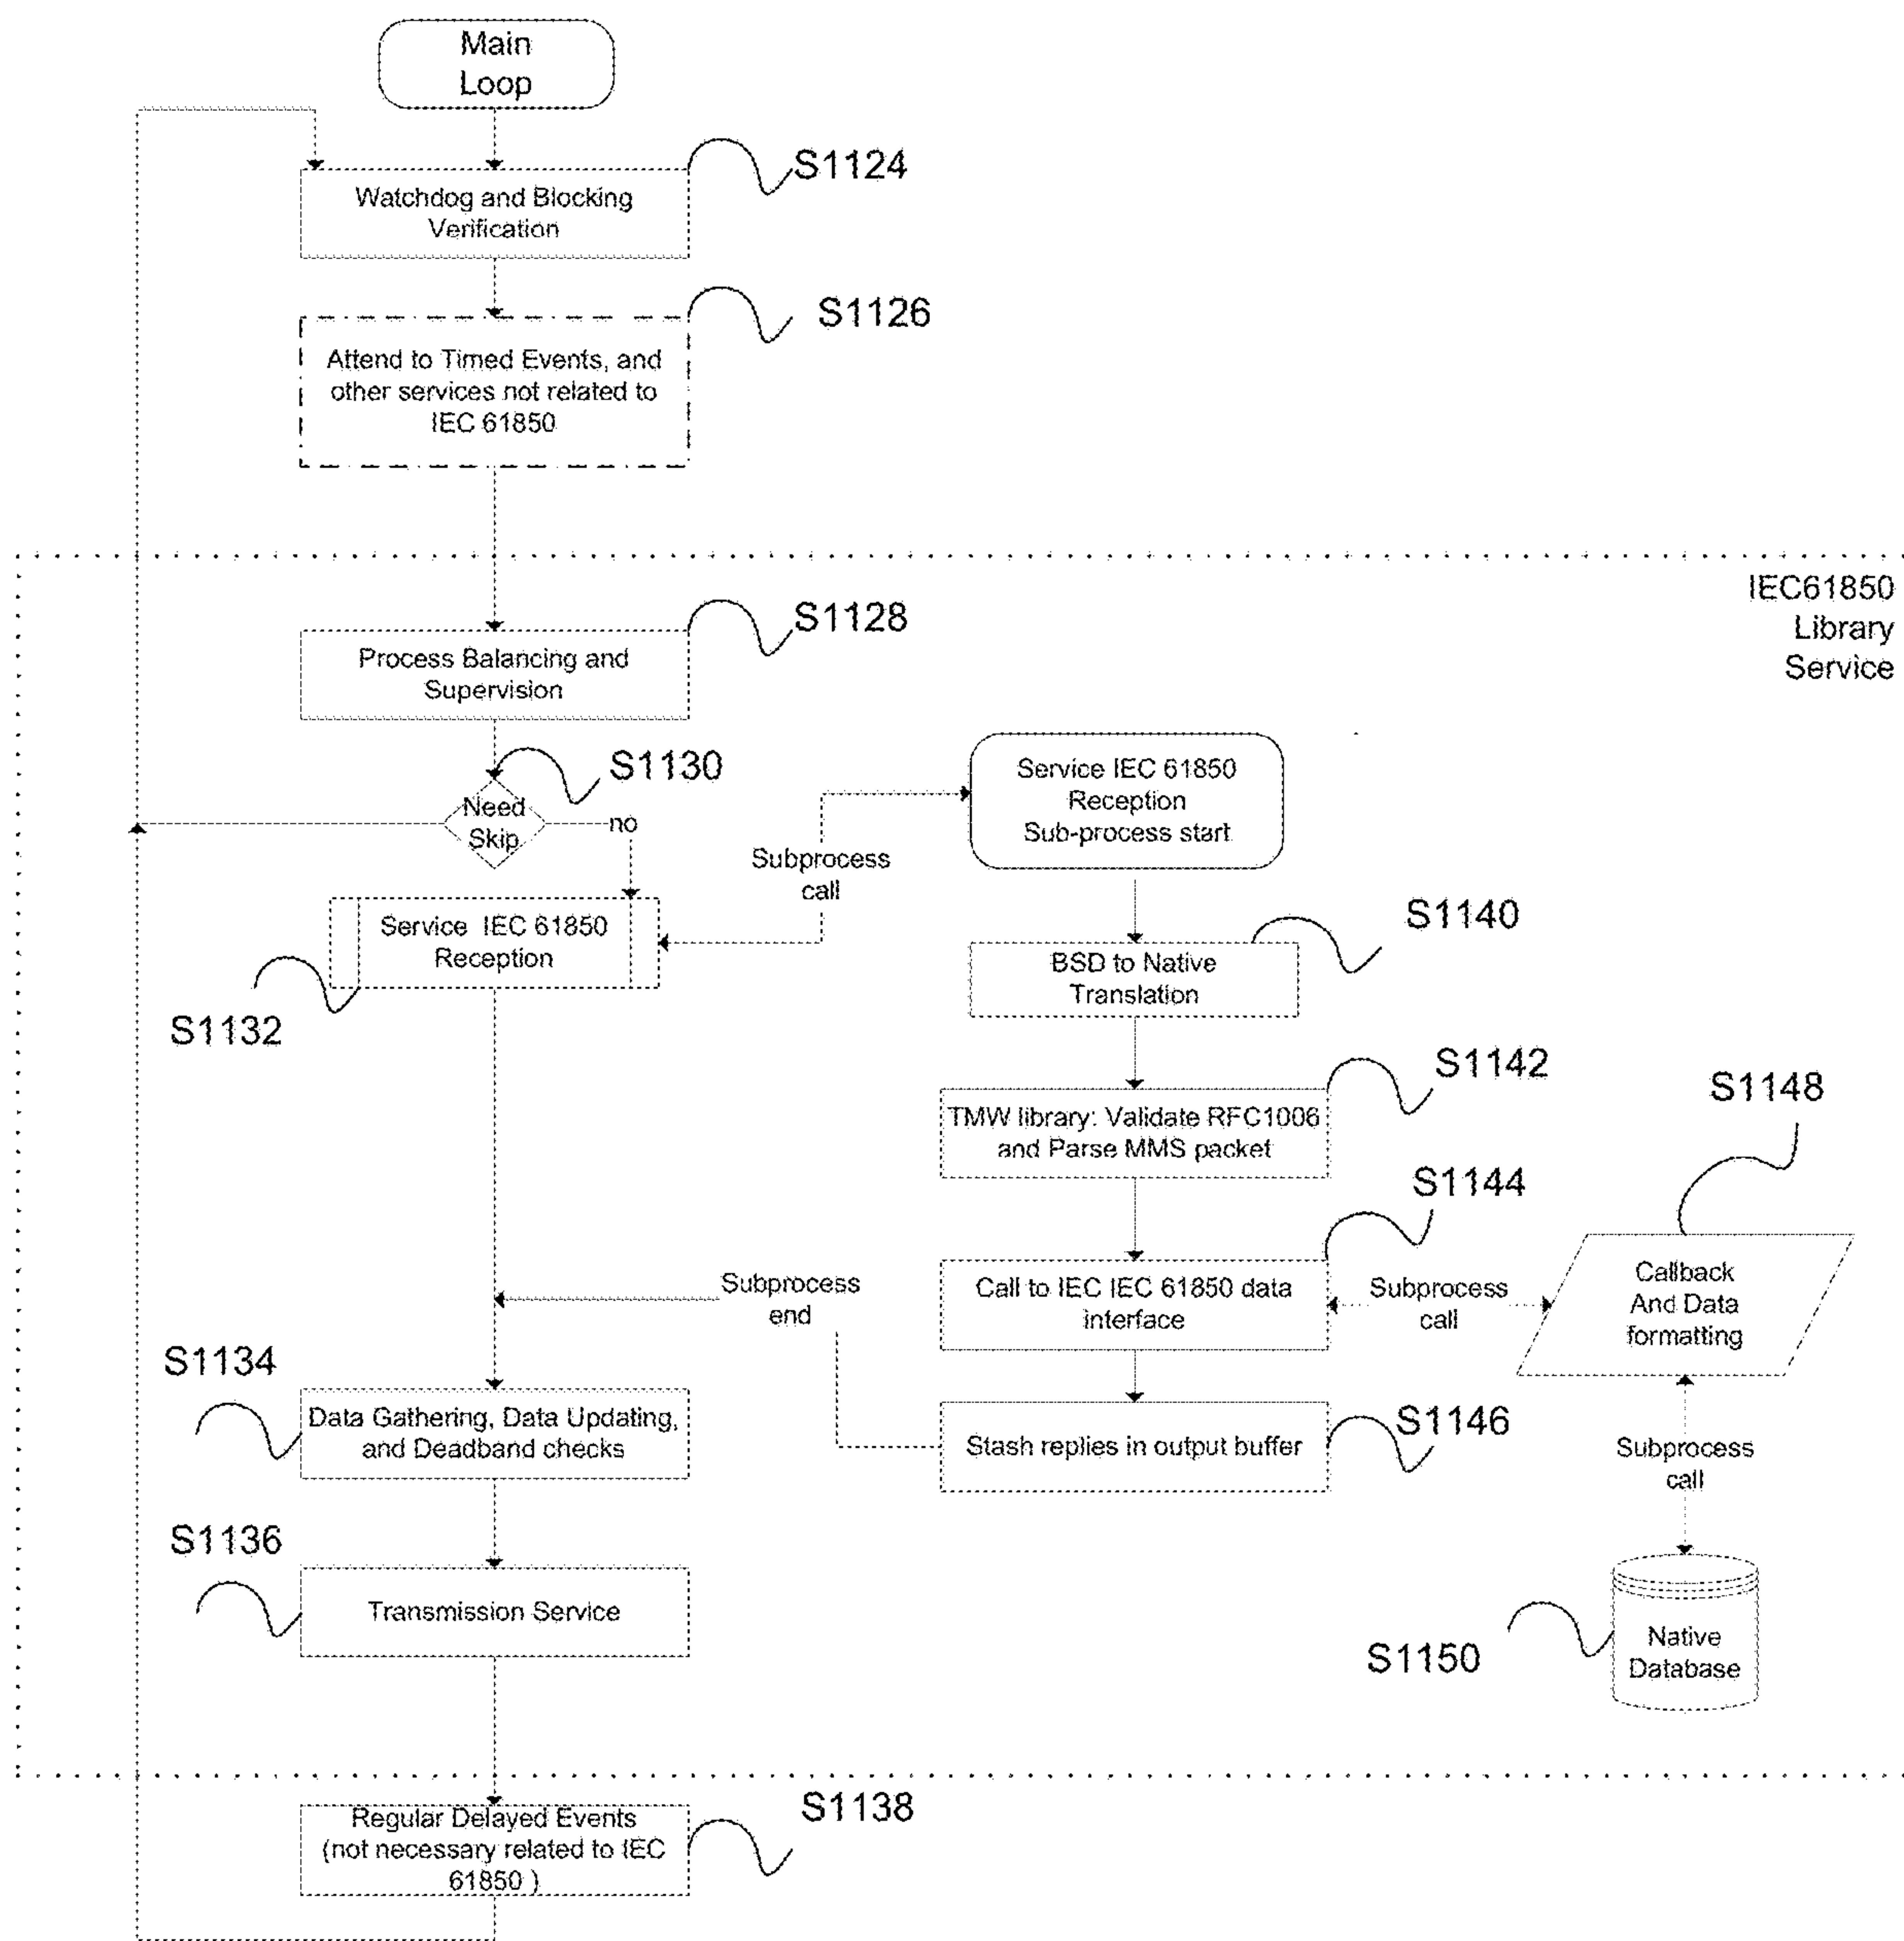 Main
Loop
S1124
Watchdog and Blocking
Verification
S1126
Attend to Timed Events, and
other services not related to
IEC 61850
IEC61850
Library
Service
S1128
Process Balancing and
Supervision
S1130
Need
Skip
no
Service IEC 61850
Reception
Sub-process start
Subprocess
call
Service IEC 61850
Reception
S1132
S1140
BSD to Native
Translation
S1142
TMW library: Validate RFC1006
and Parse MMS packet
S1148
S1144
Call to IEC IEC 61850 data
interface
Subprocess
call
Callback
And Data
formatting
Subprocess
end
S1134
Data Gathering, Data Updating,
and Deadband checks
S1146
Stash replies in output buffer
Subprocess
call
S1136
Transmission Service
S1150
Native
Database
S1138
Regular Delayed Events
(not necessary related to IEC
61850 )